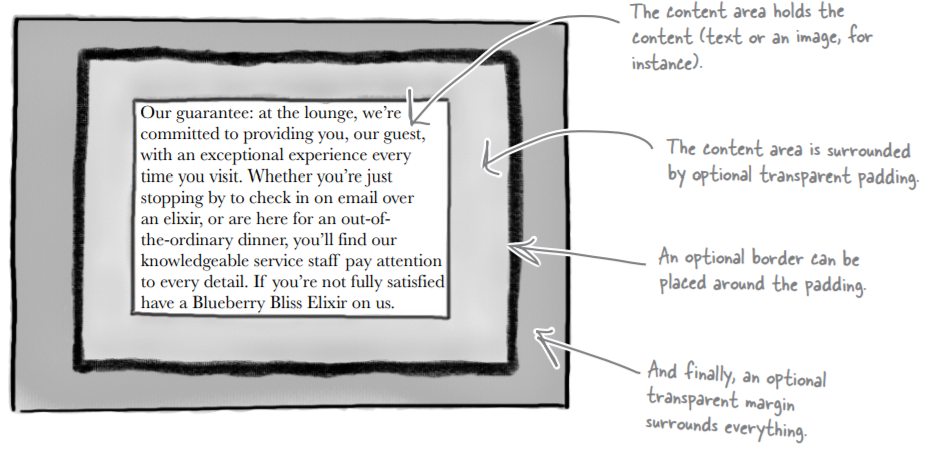 Our guarantee: at the lounge, we’re
committed to providing you, our guest,
with an exceptional experience every
time you visit. Whether you’re just
stopping by to check in on email over
an elixir, or are here for an out-of-
the-ordinary dinner, you’ll find our
knowledgeable service staff pay attention
to every detail. If you’re not fully satisfied
have a Blueberry Bliss Elixir on us.
The content area holds the
content (text or an image, for
instance).
The content area is surrounded
by optional transparent padding.
An optional border can be
placed around the padding.
And finally, an optional
transparent margin
surrounds everything.